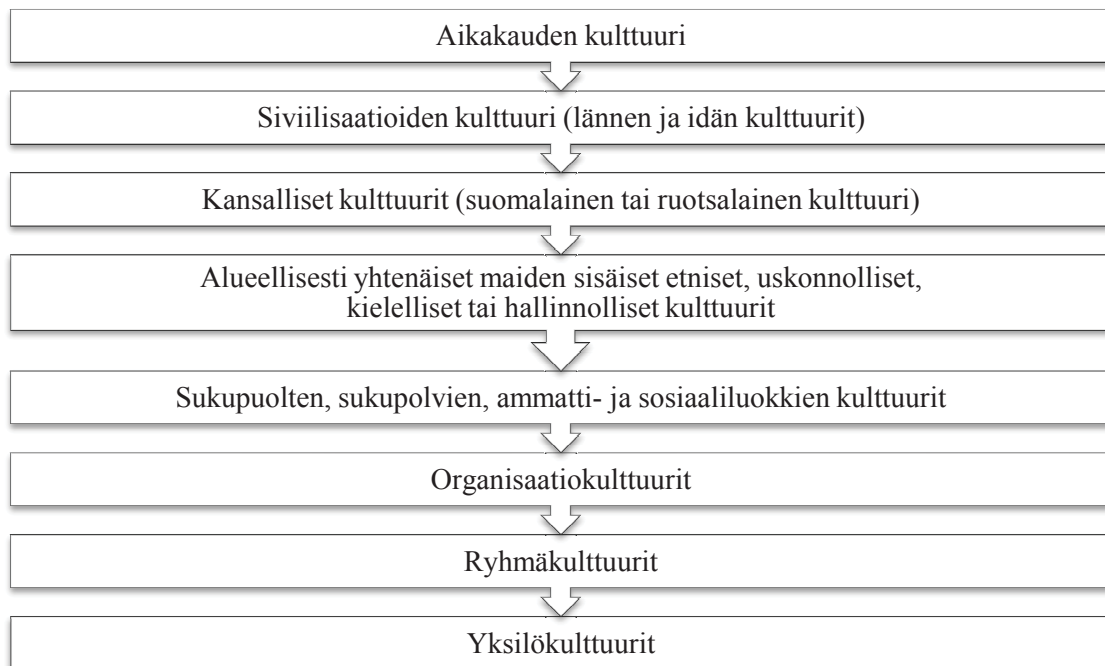 Aikakauden kulttuuri
Siviilisaatioiden kulttuuri (lännen ja idän kulttuurit)
Kansalliset kulttuurit (suomalainen tai ruotsalainen kulttuuri)
Alueellisesti yhtenäiset maiden sisäiset etniset, uskonnolliset,
kielelliset tai hallinnolliset kulttuurit
Sukupuolten, sukupolvien, ammatti- ja sosiaaliluokkien kulttuurit
Organisaatiokulttuurit
Ryhmäkulttuurit
Yksilökulttuurit